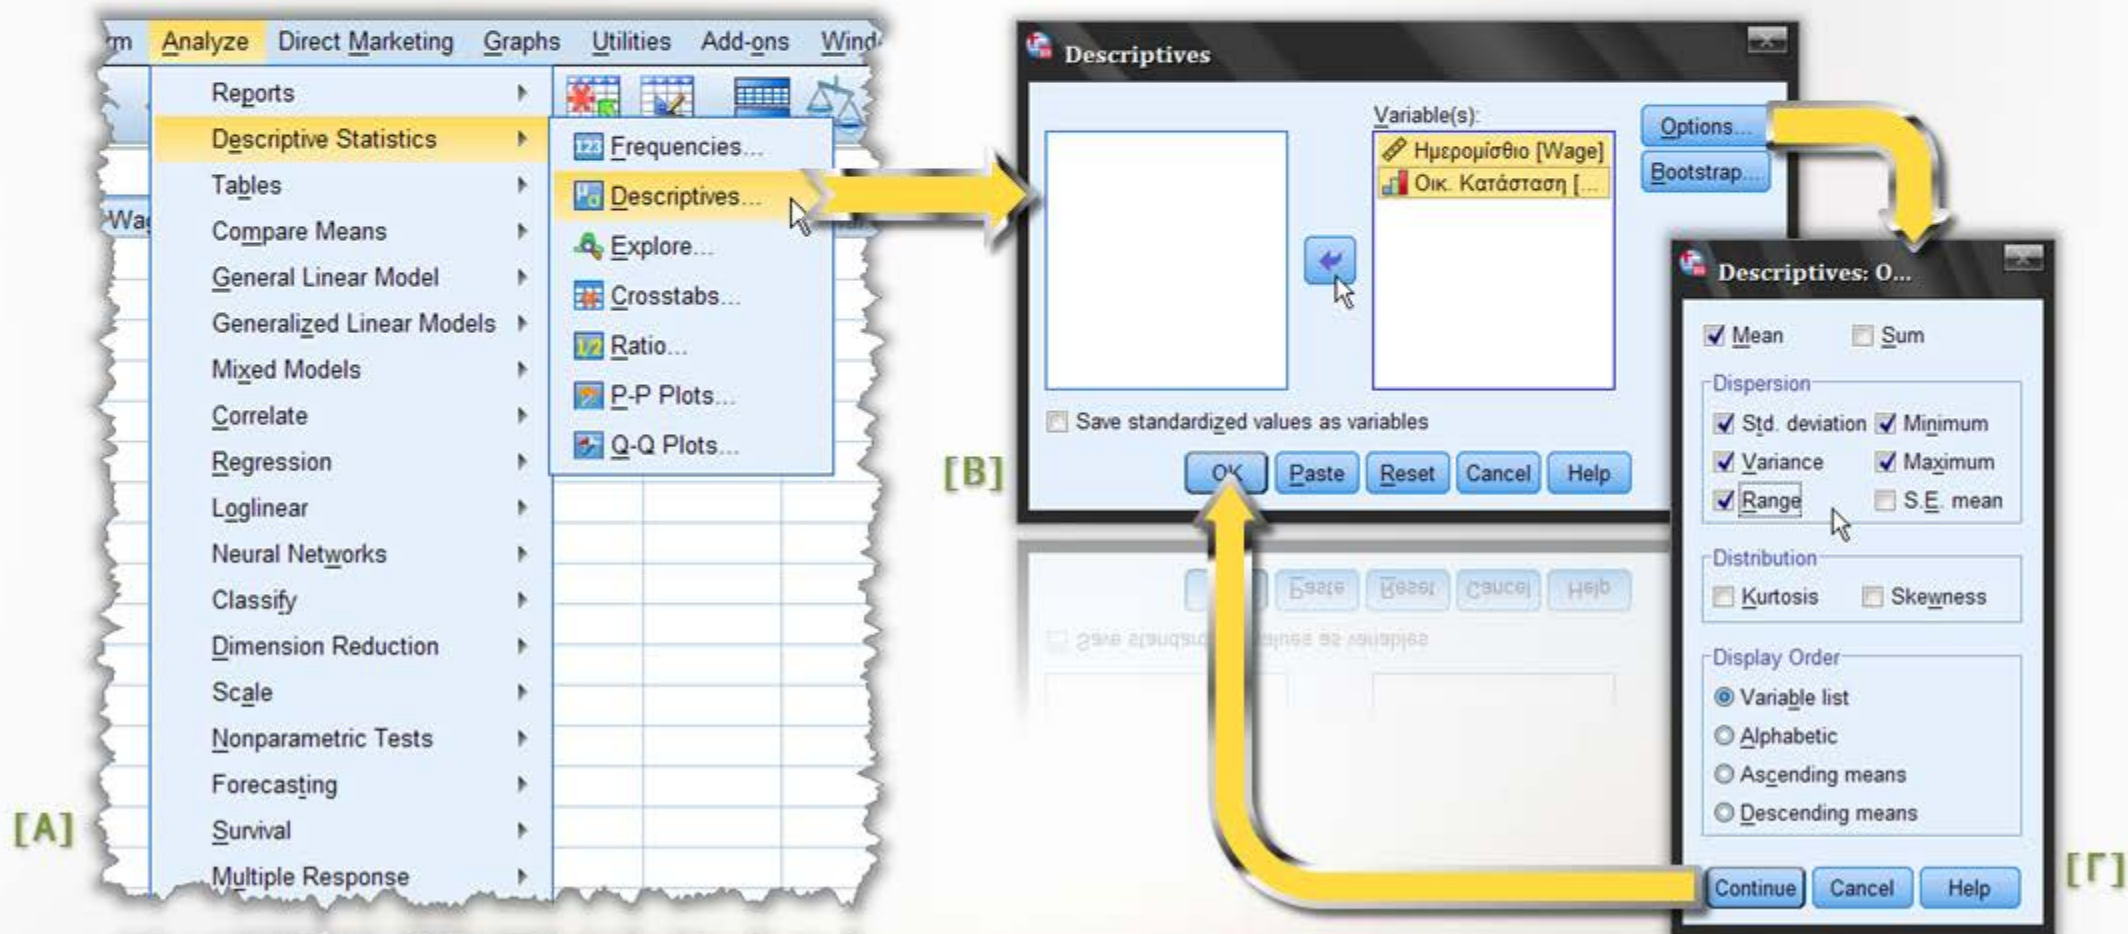 Analyze Direct Marketing Graphs Utilities Add-ons
Reports
Descriptive Statistics
Tables
Compare Means
General Linear Model
Generalized Linear Models
Mixed Models
Correlate
Regression
Loglinear
Neural Networks
Classify
Dimension Reduction
Scale
Nonparametric Tests
Forecasting
Survival
Multiple Response
[A]
Frequencies...
Descriptives...
Explore...
Crosstabs...
Ratio...
P-P Plots...
Q-Q Plots...
Descriptives
Variable(s):
Ημερομίσθιο [Wage]
Οικ. Κατάσταση [...
Options...
Bootstrap...
Save standardized values as variables
OK Paste Reset Cancel Help
[B]
Descriptives: O...
Mean Sum
Dispersion
Std. deviation Minimum
Variance Maximum
Range S.E. mean
Distribution
Kurtosis Skewness
Display Order
Variable list
Alphabetic
Ascending means
Descending means
Continue Cancel Help
[Γ]